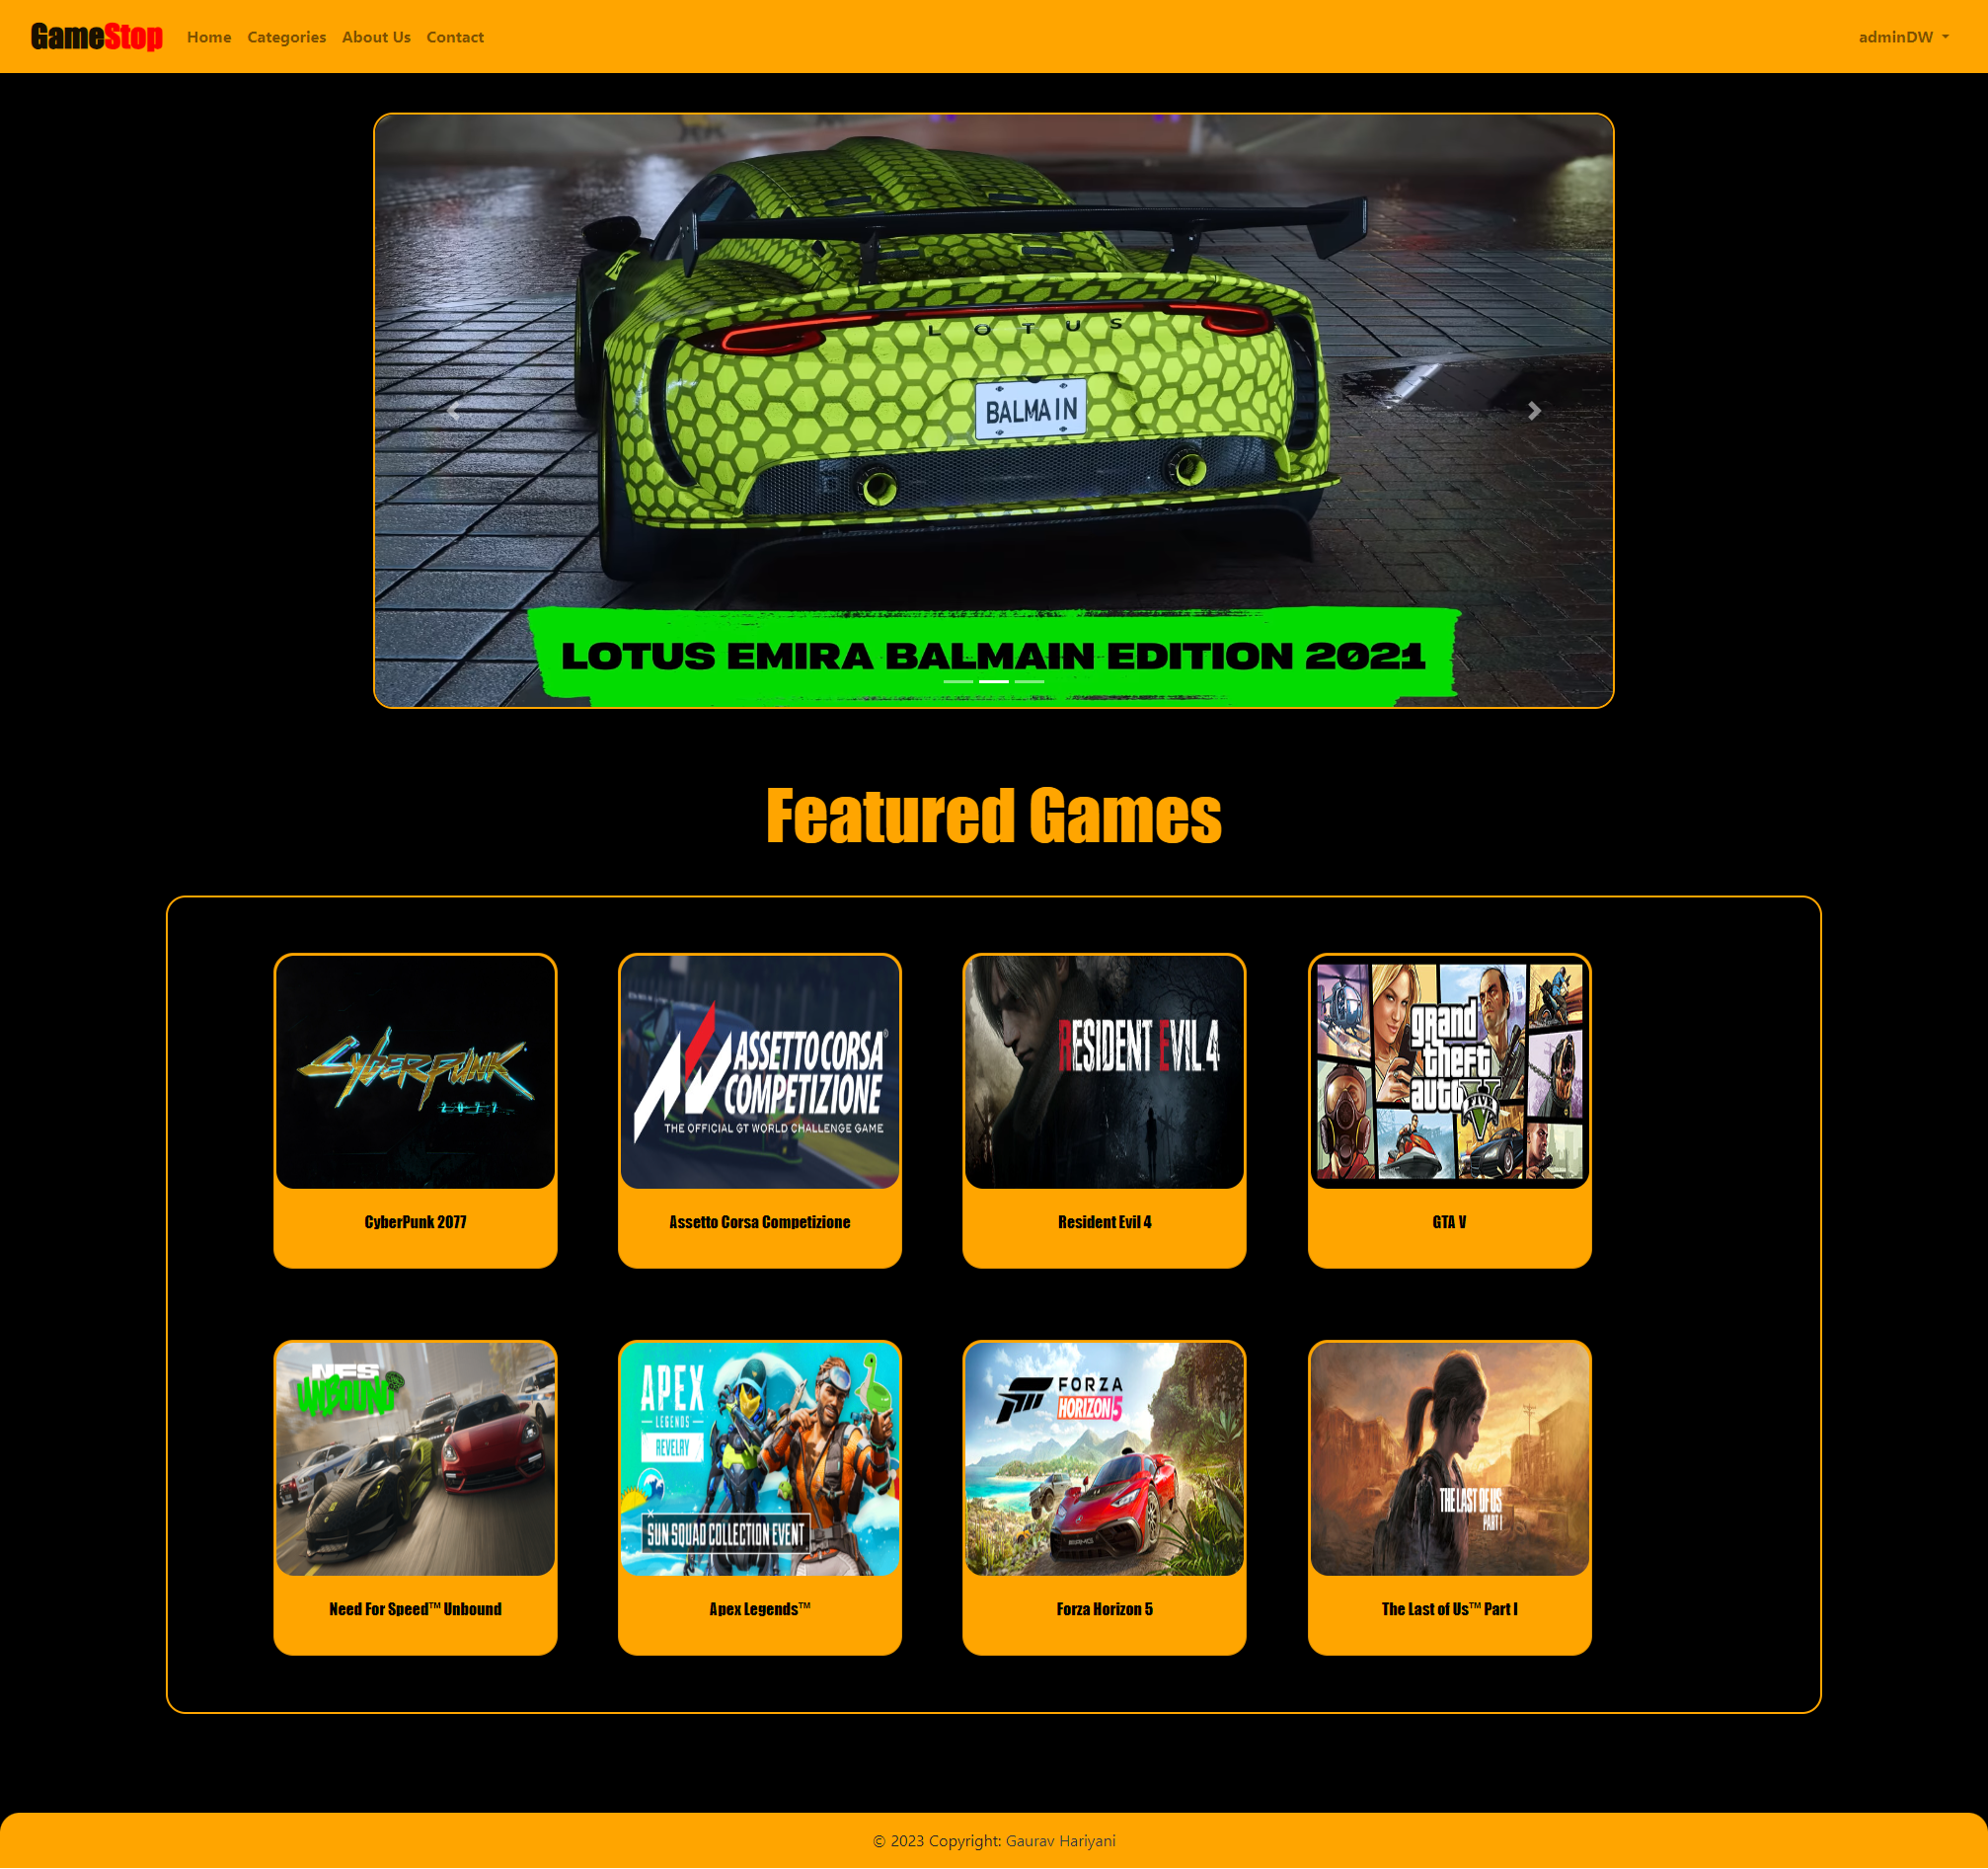 GameStop Home Categories About Us Contact adminDW
LOTUS
BALMAIN
LOTUS EMIRA BALMAIN EDITION 2021
Featured Games
CYBERPUNK
2077
ASSETTO CORSA
COMPETIZIONE
THE OFFICIAL GT WORLD CHALLENGE GAME
RESIDENT EVIL 4
grand
theft
auto
V
FIVE
CyberPunk 2077
Assetto Corsa Competizione
Resident Evil 4
GTA V
NFS
UNBOUND
APEX
LEGENDS
REVELRY
SUN SQUAD COLLECTION EVENT
FORZA
HORIZON 5
AMG
THE LAST OF US
PART I
Need For Speed™ Unbound
Apex Legends™
Forza Horizon 5
The Last of Us™ Part I
© 2023 Copyright: Gaurav Hariyani